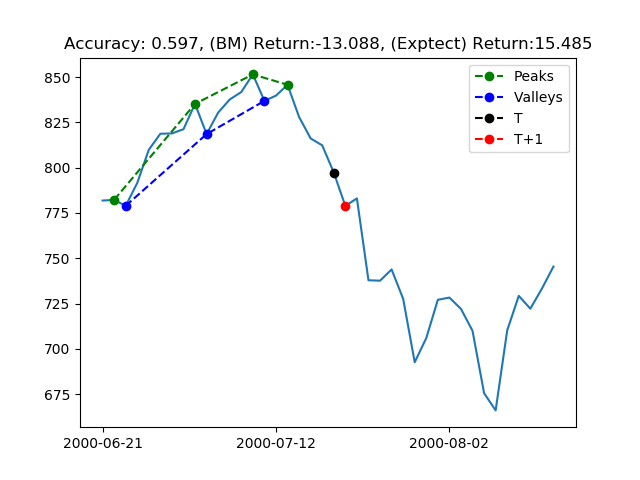 Accuracy: 0.597, (BM) Return:-13.088, (Exptect) Return:15.485
850
825
800
775
750
725
700
675
2000-06-21
2000-07-12
2000-08-02
Peaks
Valleys
T
T+1